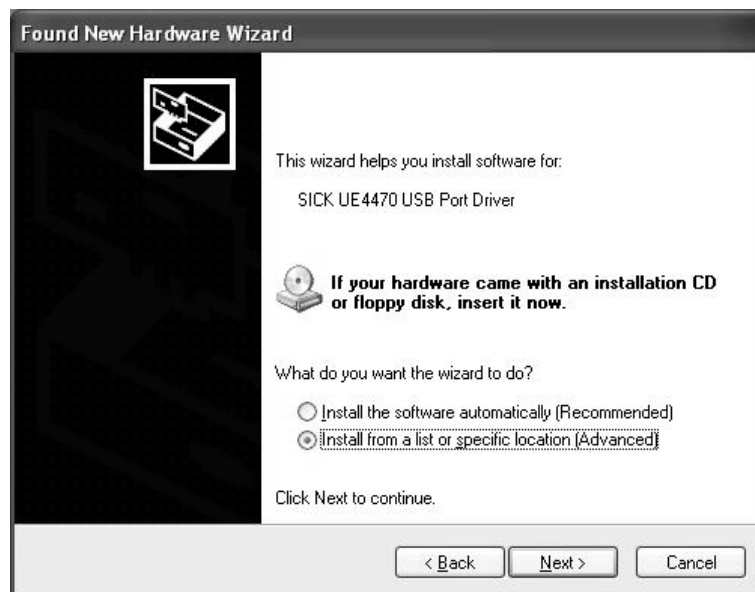 Found New Hardware Wizard
This wizard helps you install software for:
SICK UE4470 USB Port Driver
If your hardware came with an installation CD
or floppy disk, insert it now.
What do you want the wizard to do?
Install the software automatically (Recommended)
Install from a list or specific location (Advanced)
Click Next to continue.
< Back
Next >
Cancel